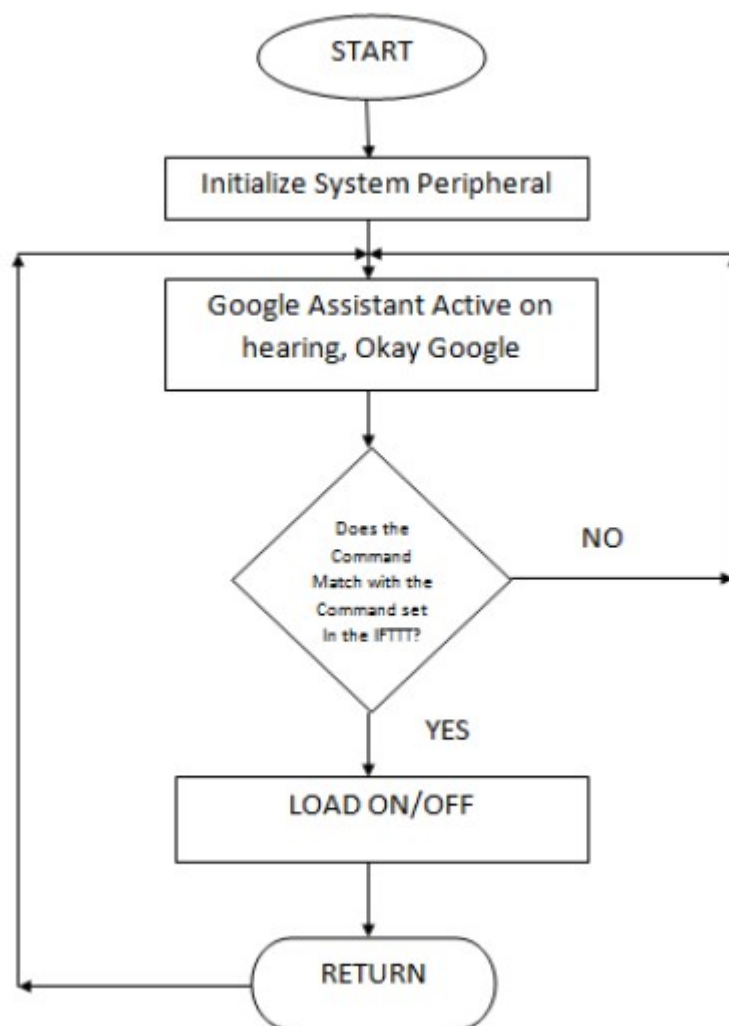 START
Initialize System Peripheral
Google Assistant Active on
hearing, Okay Google
Does the
Command
Match with the
Command set
In the IFTTT?
NO
YES
LOAD ON/OFF
RETURN